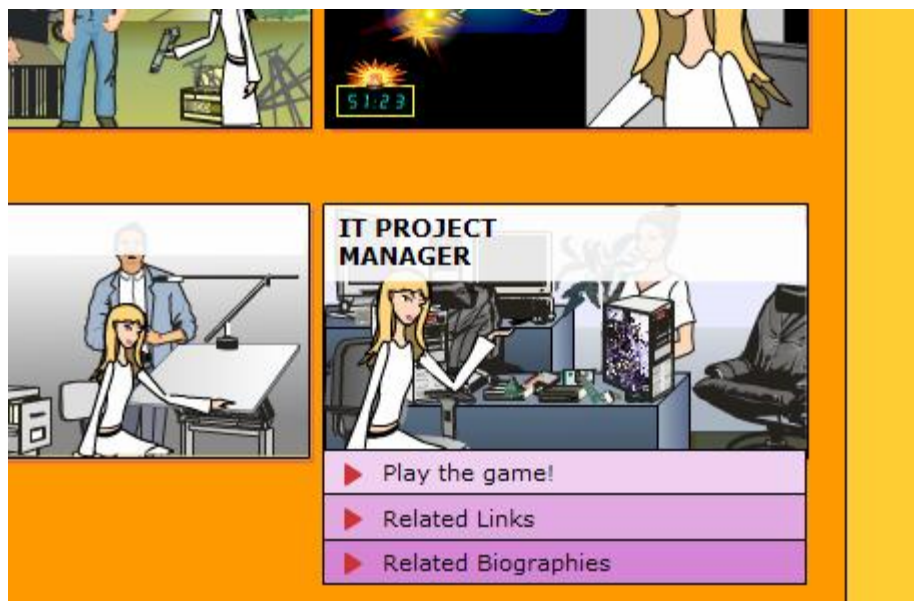 51:23
IT PROJECT
MANAGER
Play the game!
Related Links
Related Biographies